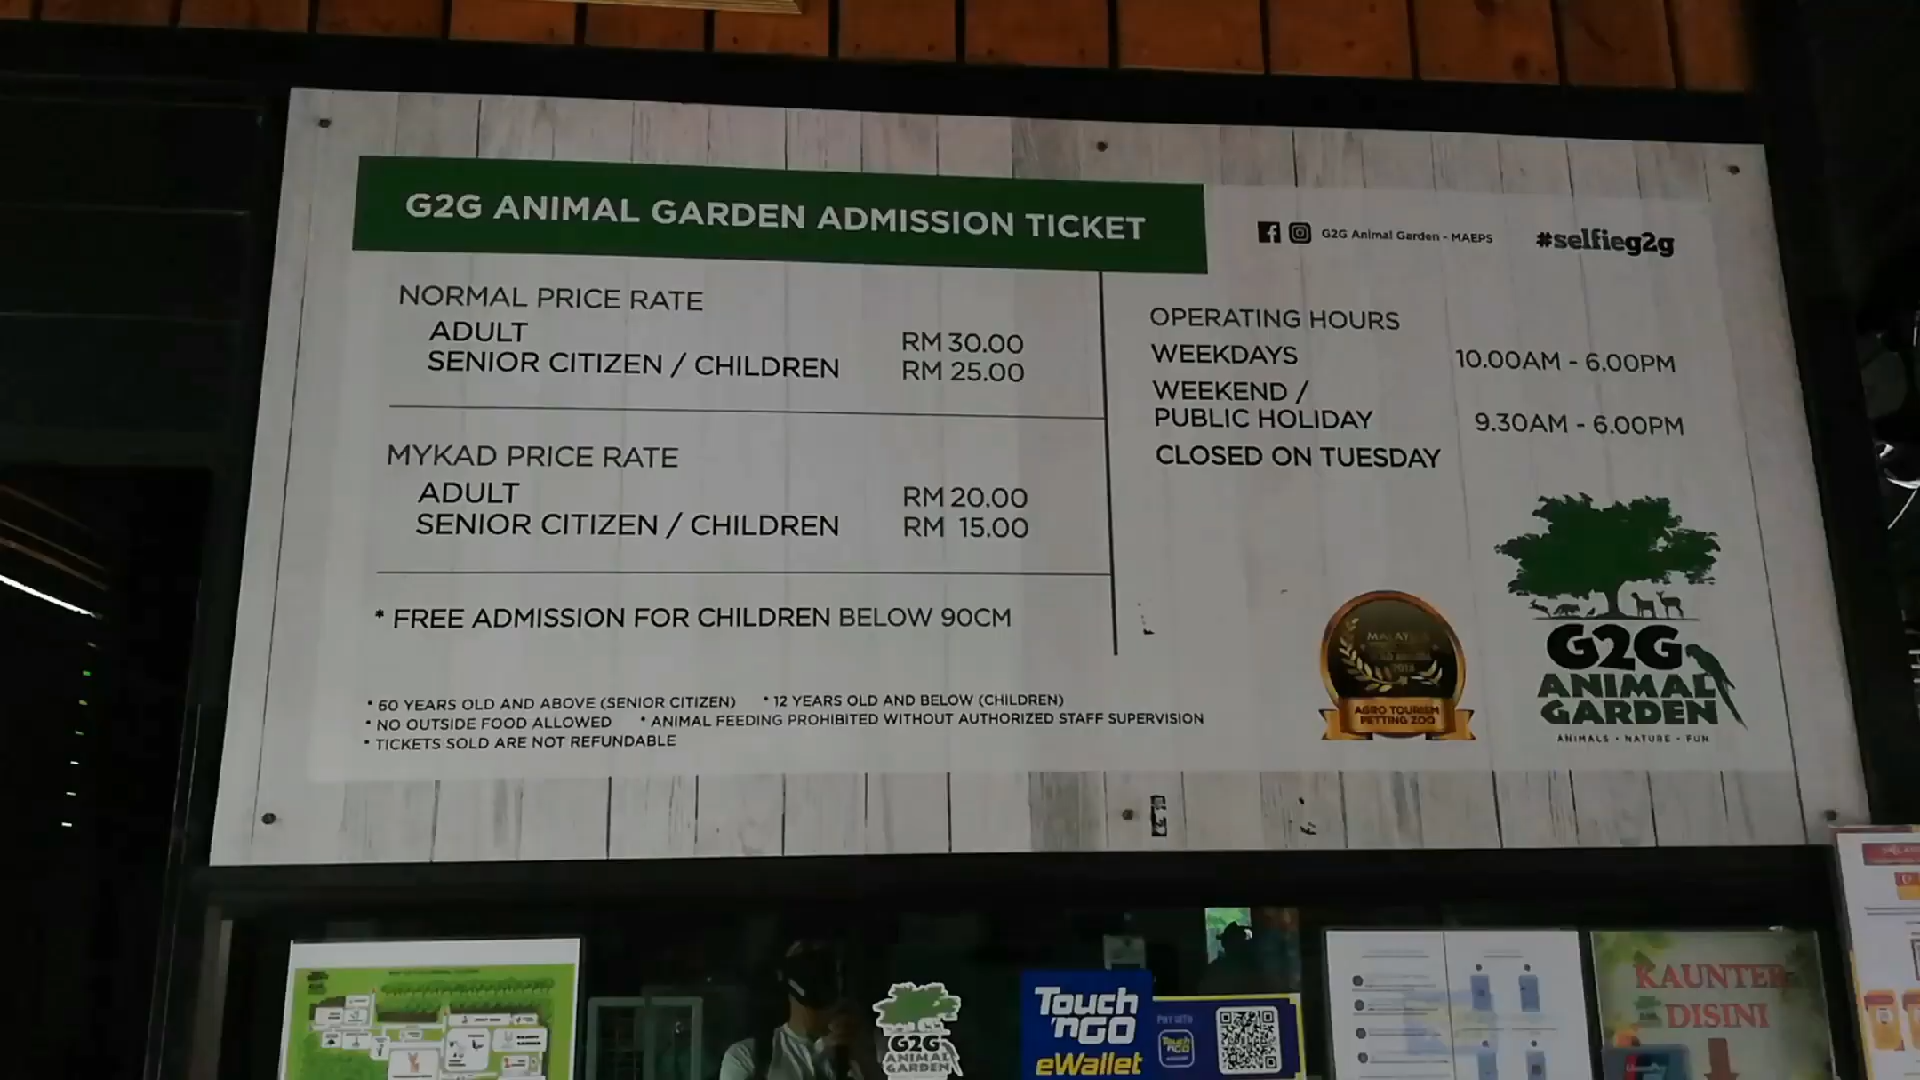 G2G ANIMAL GARDEN ADMISSION TICKET
G2G Animal Garden - MAEPS #selfieg2g
NORMAL PRICE RATE
ADULT RM 30.00
SENIOR CITIZEN / CHILDREN RM 25.00
MYKAD PRICE RATE
ADULT RM 20.00
SENIOR CITIZEN / CHILDREN RM 15.00
* FREE ADMISSION FOR CHILDREN BELOW 90CM
OPERATING HOURS
WEEKDAYS 10.00AM - 6.00PM
WEEKEND /
PUBLIC HOLIDAY 9.30AM - 6.00PM
CLOSED ON TUESDAY
* 60 YEARS OLD AND ABOVE (SENIOR CITIZEN) * 12 YEARS OLD AND BELOW (CHILDREN)
* NO OUTSIDE FOOD ALLOWED * ANIMAL FEEDING PROHIBITED WITHOUT AUTHORIZED STAFF SUPERVISION
* TICKETS SOLD ARE NOT REFUNDABLE
AGRO TOURISM
PETTING ZOO
G2G
ANIMAL
GARDEN
ANIMALS - NATURE - FUN
G2G
ANIMAL
GARDEN
Touch
'nGO
eWallet
Touch
'nGO
KAUNTER
DISINI